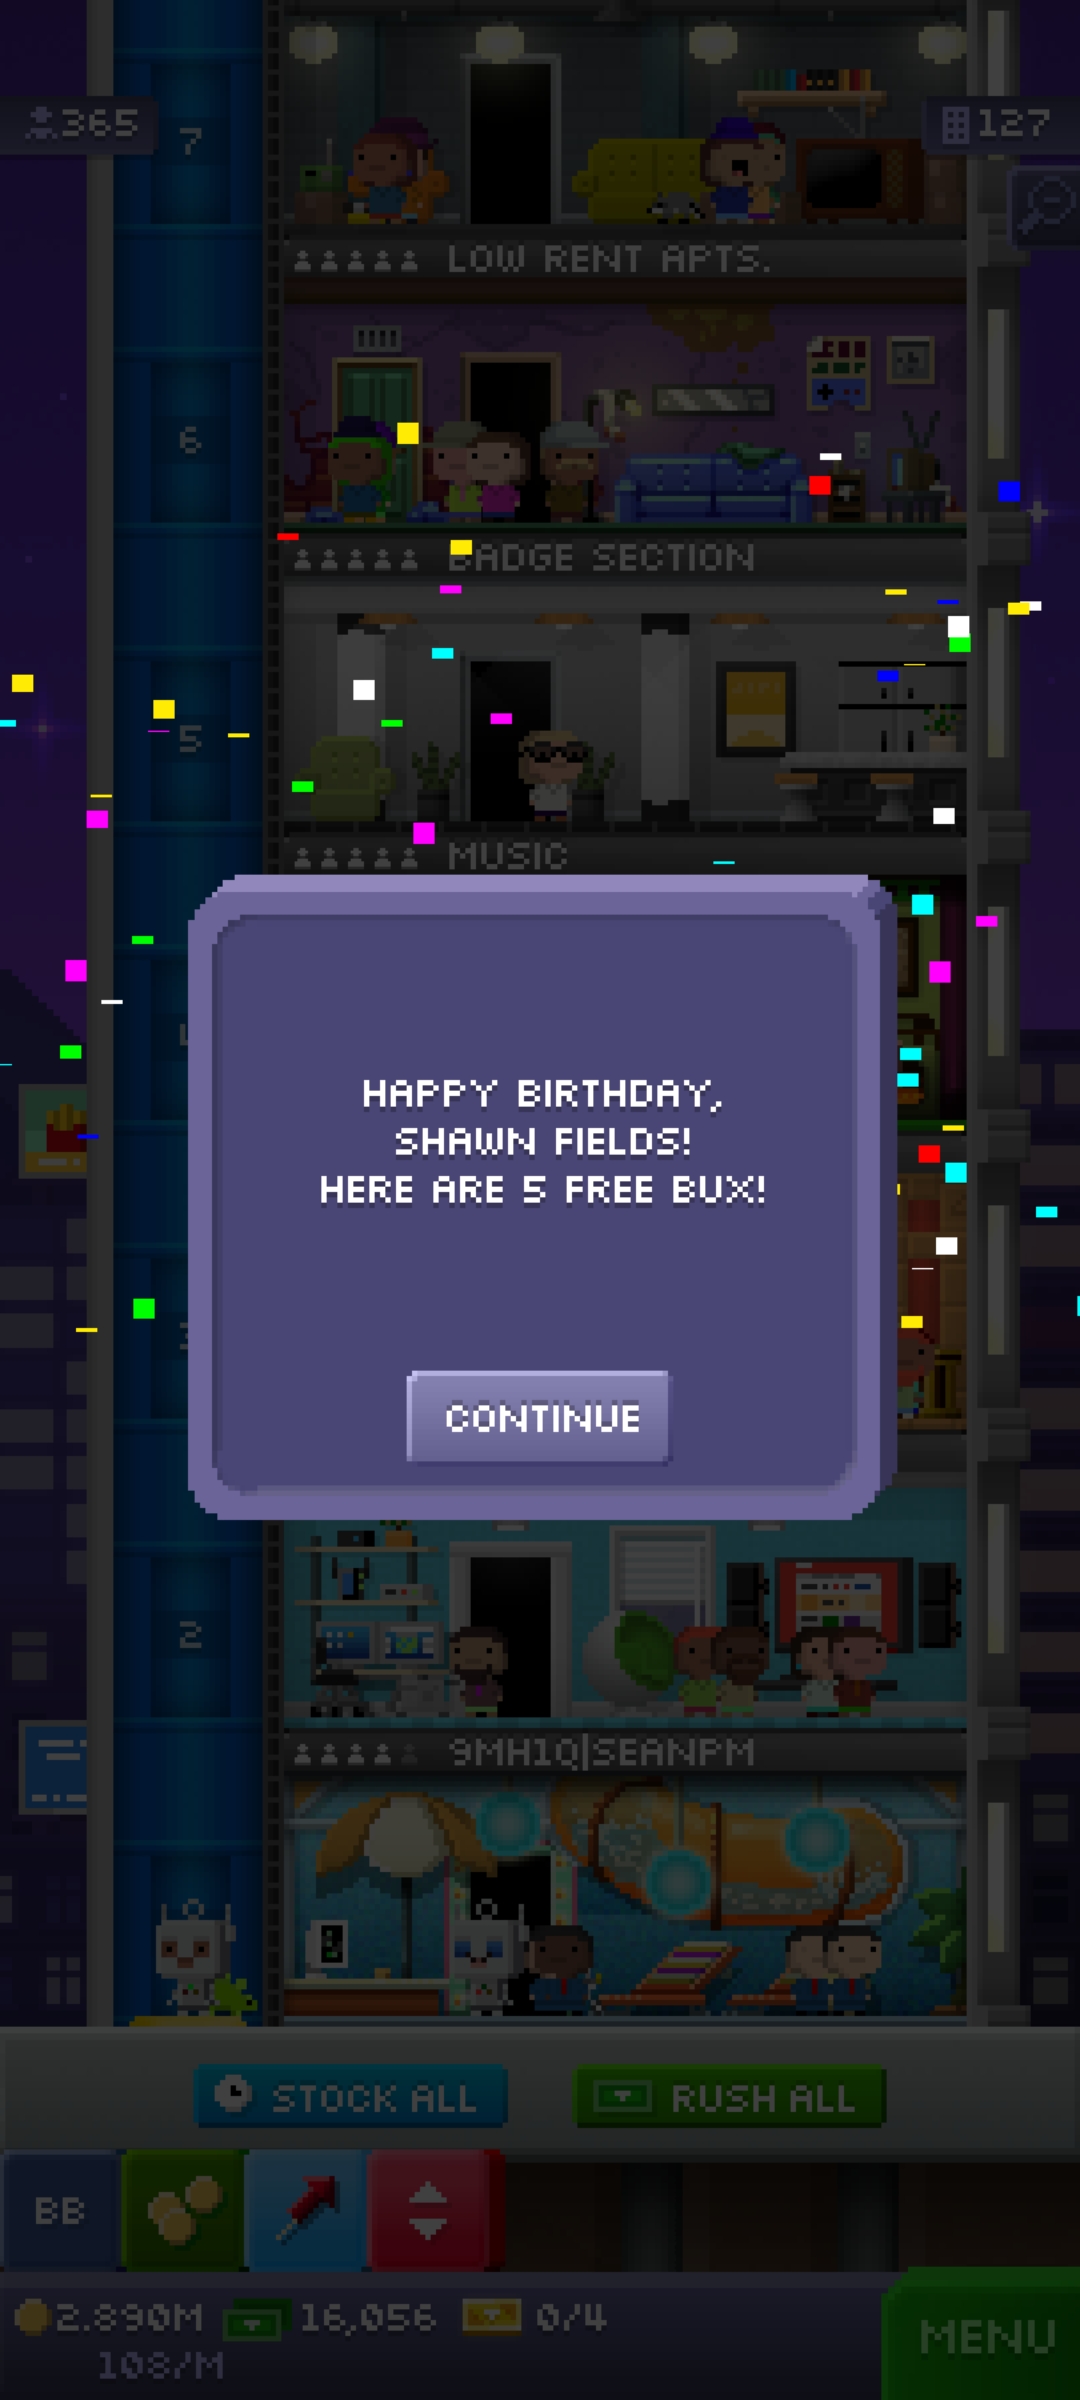 365
7
127
LOW RENT APTS.
6
BADGE SECTION
5
MUSIC
HAPPY BIRTHDAY,
SHAWN FIELDS!
HERE ARE 5 FREE BUX!
CONTINUE
2
9MH1Q|SEANPM
STOCK ALL
RUSH ALL
BB
2.890M
16,056
0/4
MENU
108/M